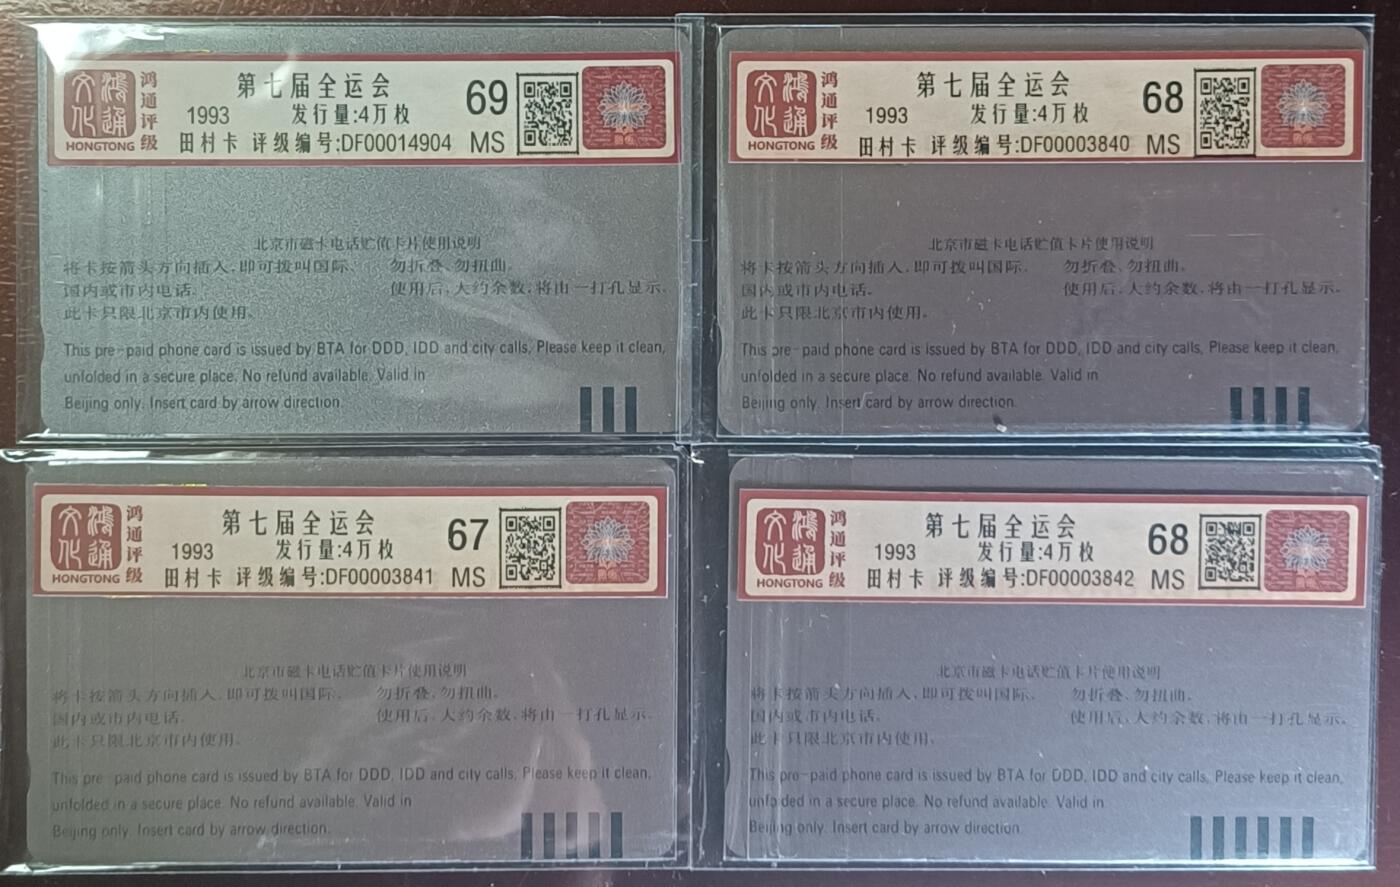 鸿通文化
HONGTONG
鸿通评级
第七届全运会
1993 发行量:4万枚
田村卡 评级编号:DF00014904
69
MS
北京市磁卡电话贮值卡片使用说明
将卡按箭头方向插入,即可拨叫国际、 勿折叠、勿扭曲。
国内或市内电话。 使用后,大约余数,将由一打孔显示。
此卡只限北京市内使用。
This pre-paid phone card is issued by BTA for DDD, IDD and city calls, Please keep it clean,
unfolded in a secure place. No refund available. Valid in
Beijing only. Insert card by arrow direction.
鸿通文化
HONGTONG
鸿通评级
第七届全运会
1993 发行量:4万枚
田村卡 评级编号:DF00003840
68
MS
北京市磁卡电话贮值卡片使用说明
将卡按箭头方向插入,即可拨叫国际、 勿折叠、勿扭曲。
国内或市内电话。 使用后,大约余数,将由一打孔显示。
此卡只限北京市内使用。
This pre-paid phone card is issued by BTA for DDD, IDD and city calls, Please keep it clean,
unfolded in a secure place. No refund available. Valid in
Beijing only. Insert card by arrow direction.
鸿通文化
HONGTONG
鸿通评级
第七届全运会
1993 发行量:4万枚
田村卡 评级编号:DF00003841
67
MS
北京市磁卡电话贮值卡片使用说明
将卡按箭头方向插入,即可拨叫国际、 勿折叠、勿扭曲。
国内或市内电话。 使用后,大约余数,将由一打孔显示。
此卡只限北京市内使用。
This pre-paid phone card is issued by BTA for DDD, IDD and city calls, Please keep it clean,
unfolded in a secure place. No refund available. Valid in
Beijing only. Insert card by arrow direction.
鸿通文化
HONGTONG
鸿通评级
第七届全运会
1993 发行量:4万枚
田村卡 评级编号:DF00003842
68
MS
北京市磁卡电话贮值卡片使用说明
将卡按箭头方向插入,即可拨叫国际、 勿折叠、勿扭曲。
国内或市内电话。 使用后,大约余数,将由一打孔显示。
此卡只限北京市内使用。
This pre-paid phone card is issued by BTA for DDD, IDD and city calls, Please keep it clean,
unfolded in a secure place. No refund available. Valid in
Beijing only. Insert card by arrow direction.